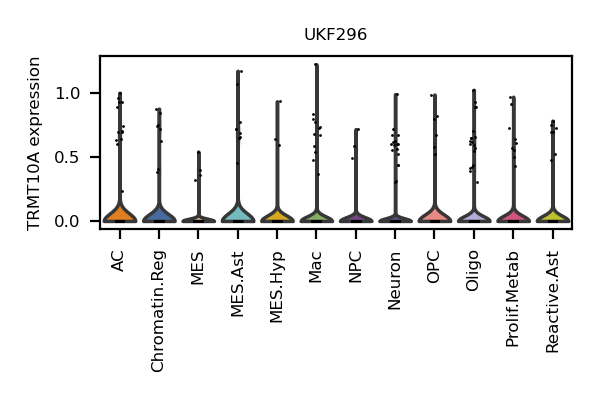 UKF296
TRMT10A expression
1.0
0.5
0.0
AC
Chromatin.Reg
MES
MES.Ast
MES.Hyp
Mac
NPC
Neuron
OPC
Oligo
Prolif.Metab
Reactive.Ast